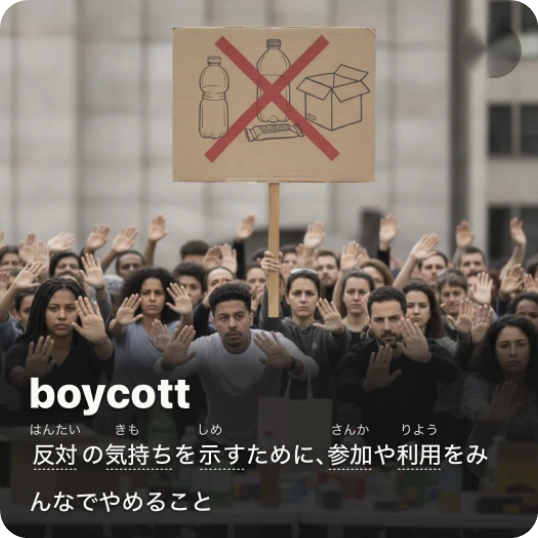 boycott
はんたい きも しめ さんか りよう
反対の気持ちを示すために、参加や利用をみ
んなでやめること